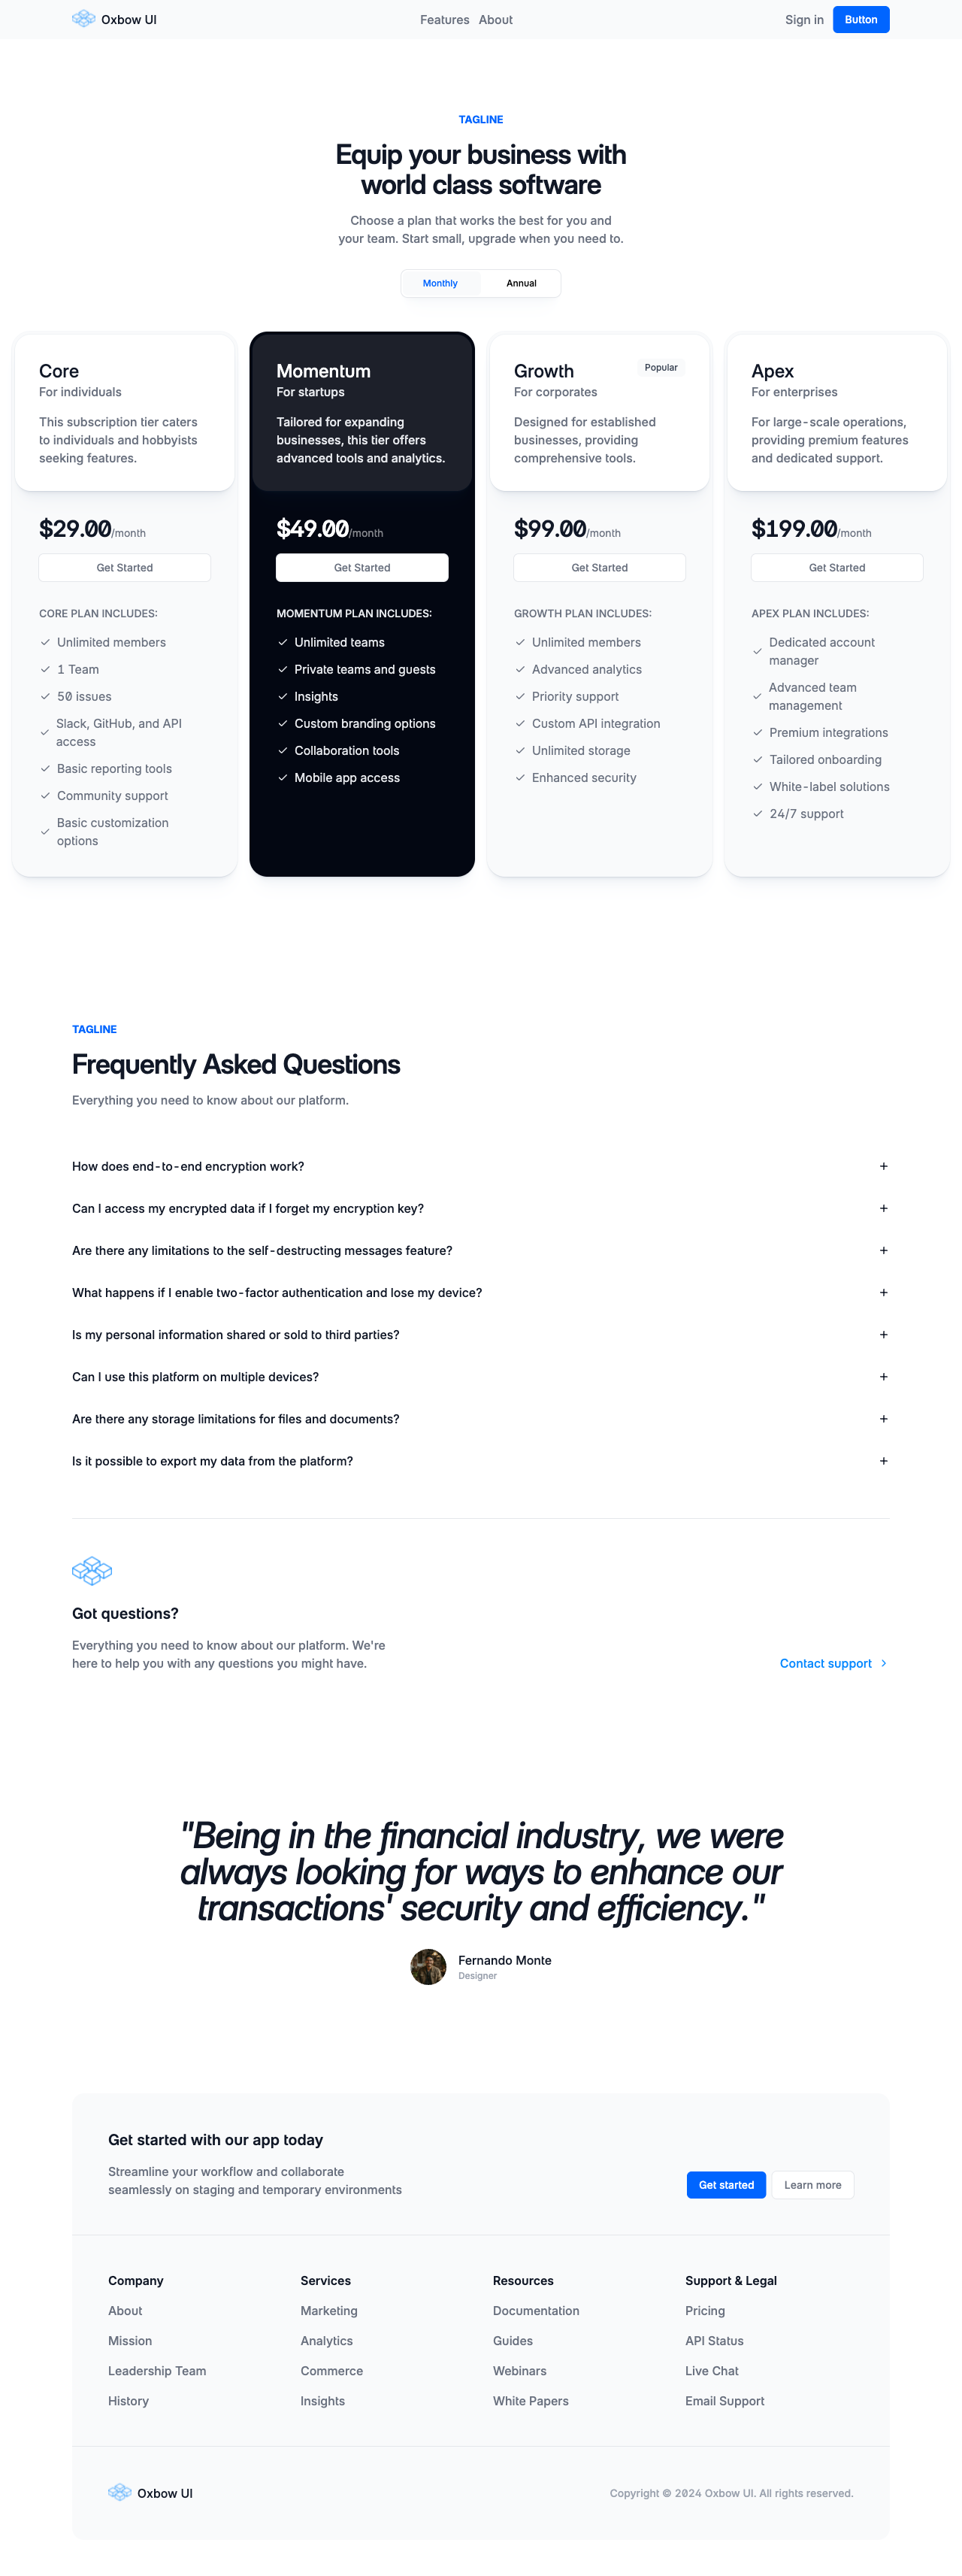 Oxbow UI
Features About
Sign in Button
TAGLINE
Equip your business with
world class software
Choose a plan that works the best for you and
your team. Start small, upgrade when you need to.
Monthly Annual
Core
For individuals
This subscription tier caters
to individuals and hobbyists
seeking features.
$29.00/month
Get Started
CORE PLAN INCLUDES:
Unlimited members
1 Team
50 issues
Slack, GitHub, and API
access
Basic reporting tools
Community support
Basic customization
options
Momentum
For startups
Tailored for expanding
businesses, this tier offers
advanced tools and analytics.
$49.00/month
Get Started
MOMENTUM PLAN INCLUDES:
Unlimited teams
Private teams and guests
Insights
Custom branding options
Collaboration tools
Mobile app access
Growth
Popular
For corporates
Designed for established
businesses, providing
comprehensive tools.
$99.00/month
Get Started
GROWTH PLAN INCLUDES:
Unlimited members
Advanced analytics
Priority support
Custom API integration
Unlimited storage
Enhanced security
Apex
For enterprises
For large-scale operations,
providing premium features
and dedicated support.
$199.00/month
Get Started
APEX PLAN INCLUDES:
Dedicated account
manager
Advanced team
management
Premium integrations
Tailored onboarding
White-label solutions
24/7 support
TAGLINE
Frequently Asked Questions
Everything you need to know about our platform.
How does end-to-end encryption work?
Can I access my encrypted data if I forget my encryption key?
Are there any limitations to the self-destructing messages feature?
What happens if I enable two-factor authentication and lose my device?
Is my personal information shared or sold to third parties?
Can I use this platform on multiple devices?
Are there any storage limitations for files and documents?
Is it possible to export my data from the platform?
Got questions?
Everything you need to know about our platform. We're
here to help you with any questions you might have.
Contact support
"Being in the financial industry, we were
always looking for ways to enhance our
transactions' security and efficiency."
Fernando Monte
Designer
Get started with our app today
Streamline your workflow and collaborate
seamlessly on staging and temporary environments
Get started Learn more
Company
About
Mission
Leadership Team
History
Services
Marketing
Analytics
Commerce
Insights
Resources
Documentation
Guides
Webinars
White Papers
Support & Legal
Pricing
API Status
Live Chat
Email Support
Oxbow UI
Copyright © 2024 Oxbow UI. All rights reserved.